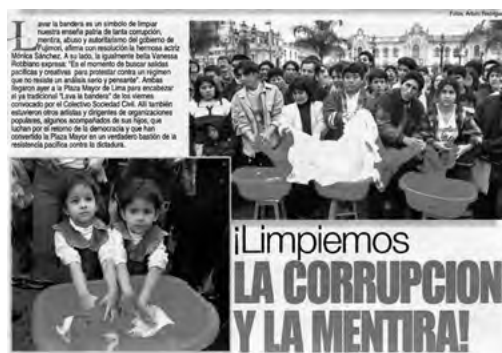 Fotos: Arturo
Lavar la bandera es un símbolo de limpiar
nuestra enseña patria de tanta corrupción,
mentira, abuso y autoritarismo del gobierno de
Fujimori, afirma con resolución la hermosa actriz
Mónica Sánchez. A su lado, la igualmente bella Vanessa
Robbiano expresa: "Es el momento de buscar salidas
pacíficas y creativas para protestar contra un régimen
que no resiste un análisis serio y pensante". Ambas
llegaron ayer a la Plaza Mayor de Lima para encabezar
el ya tradicional "Lava la bandera" de los viernes
convocado por el Colectivo Sociedad Civil. Allí también
estuvieron otros artistas y dirigentes de organizaciones
populares, algunos acompañados de sus hijos, que
luchan por el retorno de la democracia y que han
convertido la Plaza Mayor en un verdadero bastión de la
resistencia pacífica contra la dictadura.
¡Limpiemos
LA CORRUPCION
Y LA MENTIRA!